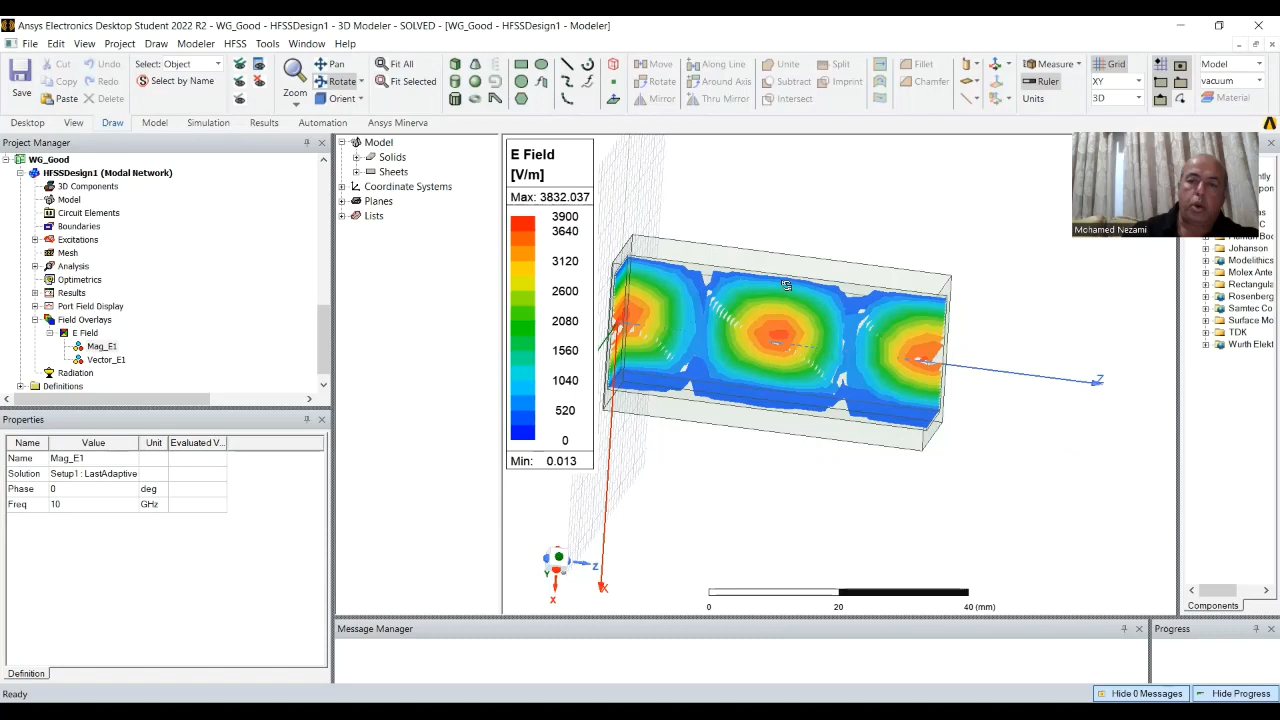 Ansys Electronics Desktop Student 2022 R2 - WG_Good - HFSSDesign1 - 3D Modeler - SOLVED - [WG_Good - HFSSDesign1 - Modeler]
File Edit View Project Draw Modeler HFSS Tools Window Help
Save
Cut Undo
Copy Redo
Paste Delete
Select: Object
Select by Name
Zoom
Pan
Rotate
Orient
Fit All
Fit Selected
Move Along Line
Rotate Around Axis
Mirror Thru Mirror
Unite Split
Subtract Imprint
Intersect
Fillet
Chamfer
Measure
Ruler
Units
Grid
XY
3D
Model
vacuum
Material
Desktop View Draw Model Simulation Results Automation Ansys Minerva
Project Manager
WG_Good
HFSSDesign1 (Modal Network)
3D Components
Model
Circuit Elements
Boundaries
Excitations
Mesh
Analysis
Optimetrics
Results
Port Field Display
Field Overlays
E Field
Mag_E1
Vector_E1
Radiation
Definitions
Properties
Name Value Unit Evaluated V...
Name Mag_E1
Solution Setup1 : LastAdaptive
Phase 0 deg
Freq 10 GHz
Definition
Model
Solids
Sheets
Coordinate Systems
Planes
Lists
E Field
[V/m]
Max: 3832.037
3900
3640
3120
2600
2080
1560
1040
520
0
Min: 0.013
Z
X
Y
z
x
0 20 40 (mm)
Mohamed Nezami
Johanson
Modelithics
Molex Ante
Rectangular
Rosenberg
Samtec Co
Surface Mo
TDK
Wurth Elekt
Components
Message Manager
Progress
Ready
Hide 0 Messages
Hide Progress